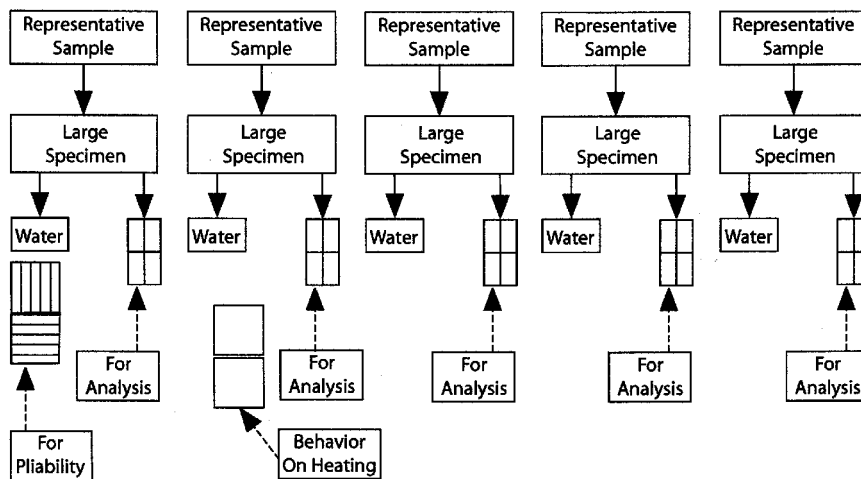 Representative
Sample
Representative
Sample
Representative
Sample
Representative
Sample
Representative
Sample
Large
Specimen
Large
Specimen
Large
Specimen
Large
Specimen
Large
Specimen
Water
Water
Water
Water
Water
For
Analysis
For
Analysis
For
Analysis
For
Analysis
For
Analysis
For
Pliability
Behavior
On Heating